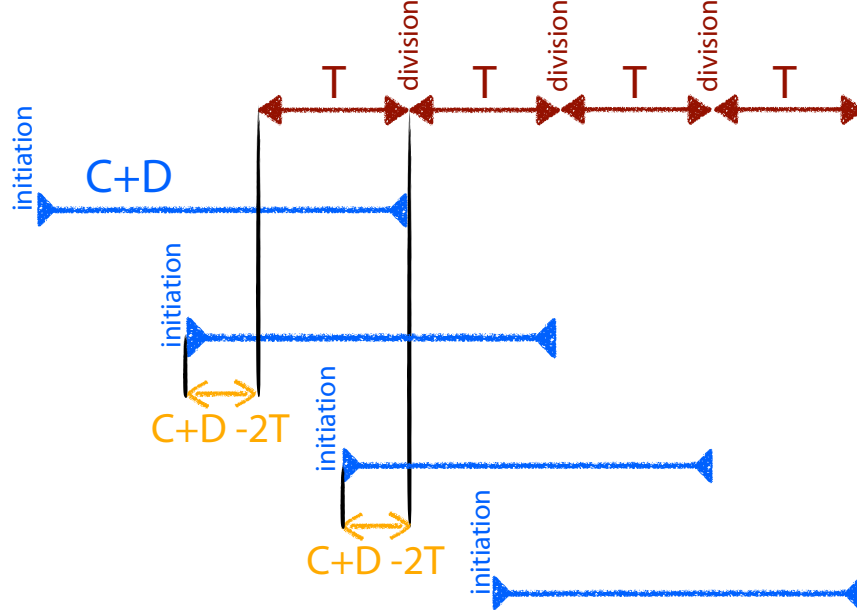 division
division
division
T
T
T
T
initiation
C+D
initiation
C+D -2T
initiation
C+D -2T
initiation